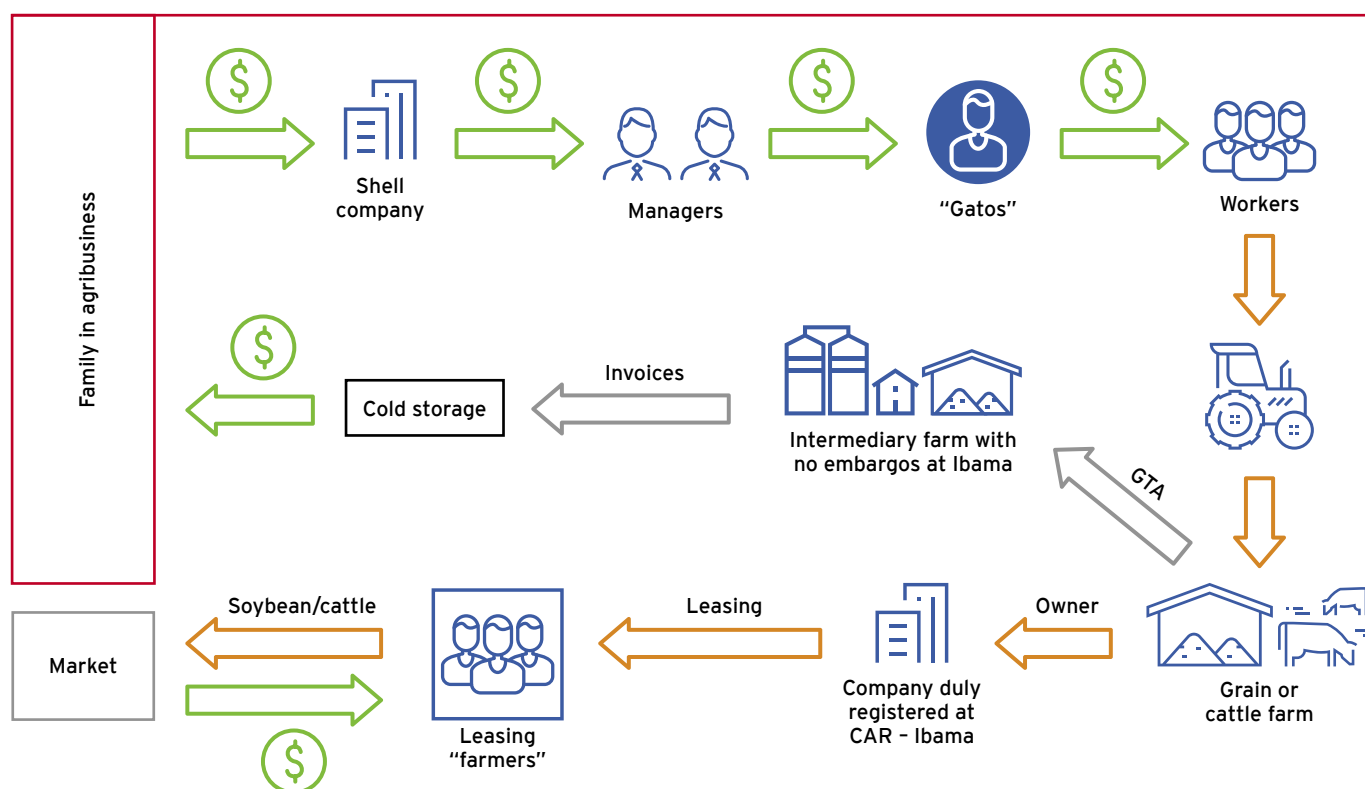 Family in agribusiness
$
$
$
$
Shell
company
Managers
“Gatos”
Workers
$
Cold storage
Invoices
Intermediary farm with
no embargos at Ibama
GTA
Market
Soybean/cattle
$
Leasing
“farmers”
Leasing
Company duly
registered at
CAR – Ibama
Owner
Grain or
cattle farm